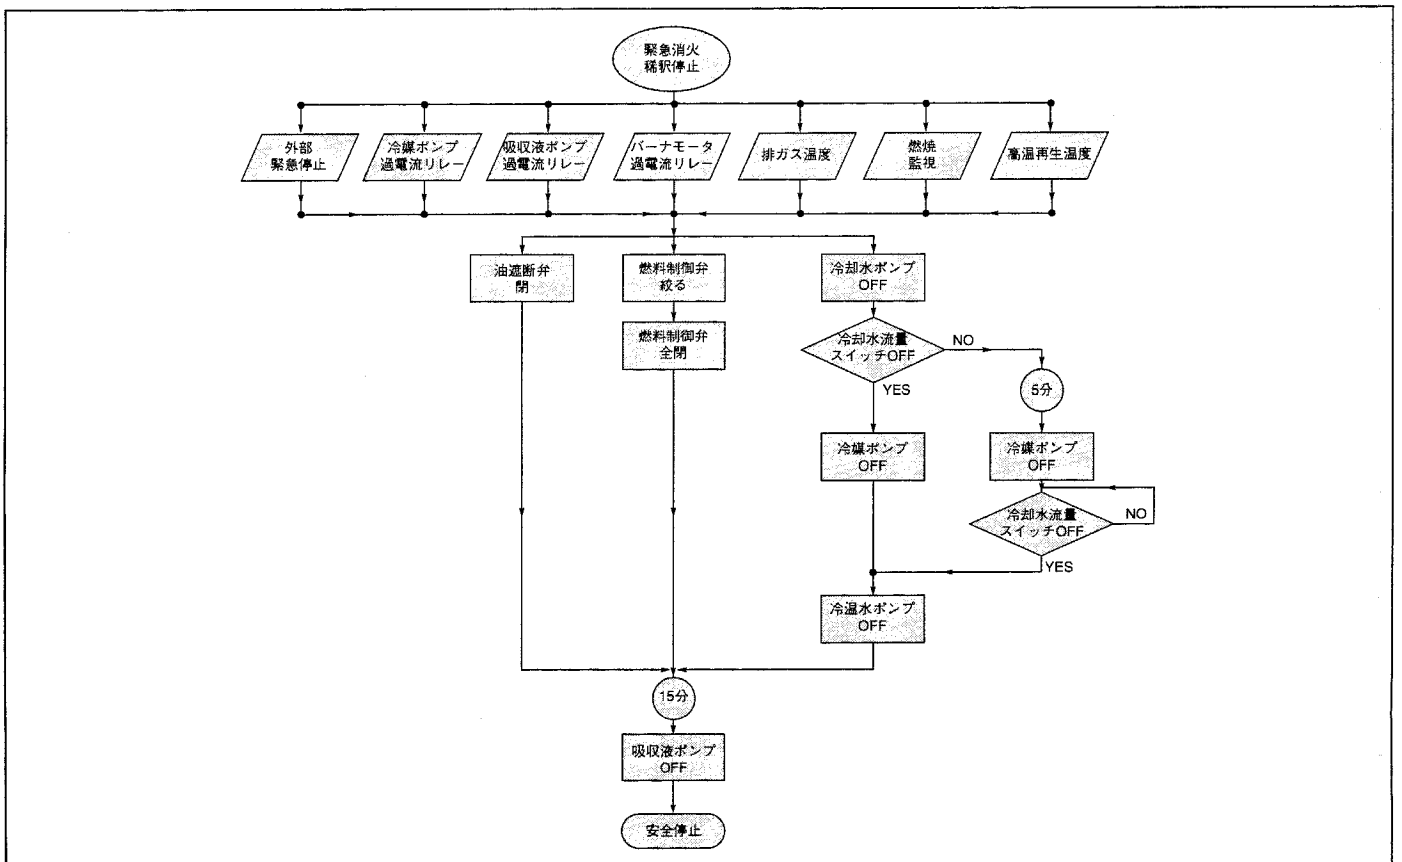 緊急消火
稀釈停止
外部
緊急停止
冷媒ポンプ
過電流リレー
吸収液ポンプ
過電流リレー
バーナモータ
過電流リレー
排ガス温度
燃焼
監視
高温再生温度
油遮断弁
閉
燃料制御弁
絞る
冷却水ポンプ
OFF
燃料制御弁
全閉
冷却水流量
スイッチOFF
NO
YES
5分
冷媒ポンプ
OFF
冷媒ポンプ
OFF
冷却水流量
スイッチOFF
NO
YES
冷温水ポンプ
OFF
15分
吸収液ポンプ
OFF
安全停止